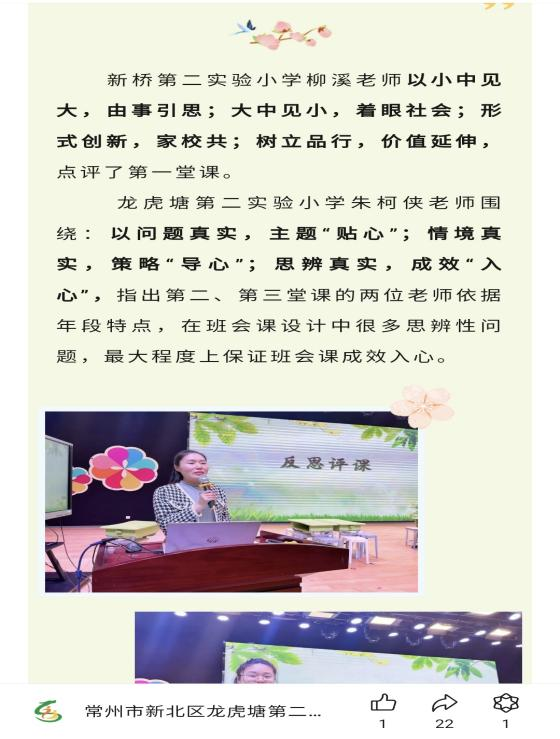 新桥第二实验小学柳溪老师以小中见
大，由事引思；大中见小，着眼社会；形
式创新，家校共；树立品行，价值延伸，
点评了第一堂课。
龙虎塘第二实验小学朱柯侠老师围
绕：以问题真实，主题“贴心”；情境真
实，策略“导心”；思辨真实，成效“入
心”，指出第二、第三堂课的两位老师依据
年段特点，在班会课设计中很多思辨性问
题，最大程度上保证班会课成效入心。
反思评课
常州市新北区龙虎塘第二...
1
22
1